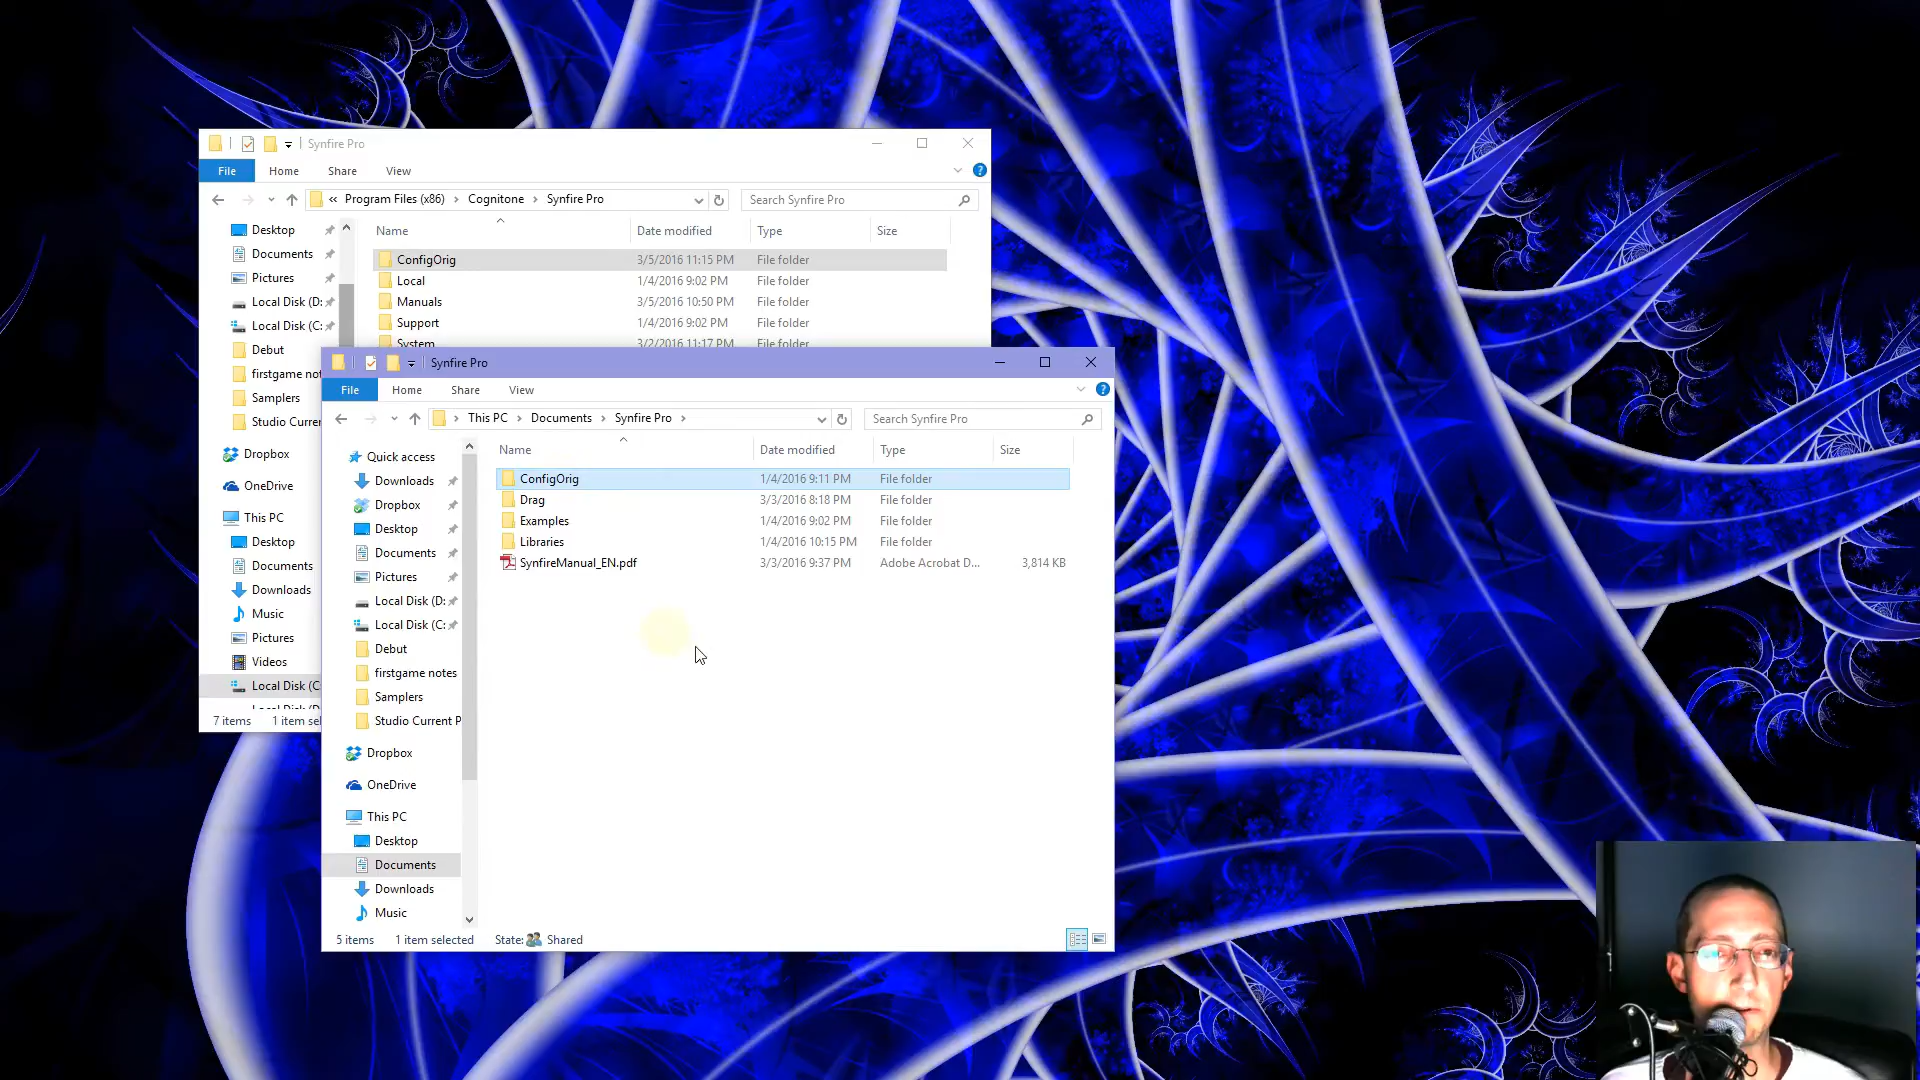 Synfire Pro
File Home Share View
« Program Files (x86) Cognitone Synfire Pro Search Synfire Pro
Name Date modified Type Size
Desktop
Documents
Pictures
Local Disk (D:
Local Disk (C:
Debut
firstgame not
Samplers
Studio Curren
Dropbox
OneDrive
This PC
Desktop
Documents
Downloads
Music
Pictures
Videos
Local Disk (C
ConfigOrig 3/5/2016 11:15 PM File folder
Local 1/4/2016 9:02 PM File folder
Manuals 3/5/2016 10:50 PM File folder
Support 1/4/2016 9:02 PM File folder
System 3/2/2016 11:17 PM File folder
7 items 1 item sel
Synfire Pro
File Home Share View
This PC Documents Synfire Pro Search Synfire Pro
Name Date modified Type Size
Quick access
Downloads
Dropbox
Desktop
Documents
Pictures
Local Disk (D:
Local Disk (C:
Debut
firstgame notes
Samplers
Studio Current P
Dropbox
OneDrive
This PC
Desktop
Documents
Downloads
Music
ConfigOrig 1/4/2016 9:11 PM File folder
Drag 3/3/2016 8:18 PM File folder
Examples 1/4/2016 9:02 PM File folder
Libraries 1/4/2016 10:15 PM File folder
SynfireManual_EN.pdf 3/3/2016 9:37 PM Adobe Acrobat D... 3,814 KB
5 items 1 item selected State: Shared